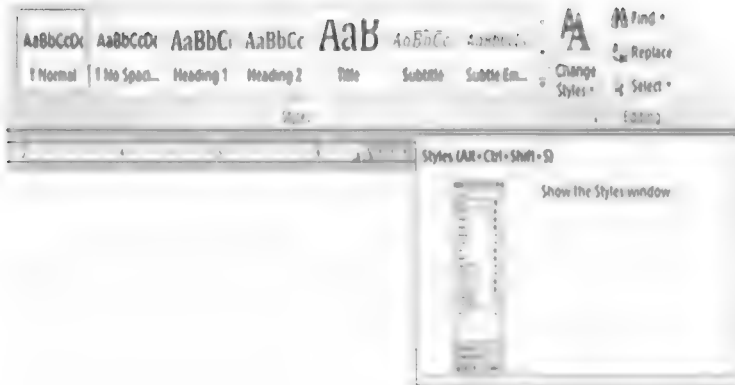 AaBbCcDc AaBbCcDc AaBbC AaBbCc AaB AaBbCc. Find
¶ Normal ¶ No Spaci... Heading 1 Heading 2 Title Subtitle Subtle Em... Change Styles Replace
Select
Styles Editing
Styles (Alt+Ctrl+Shift+S)
Show the Styles window